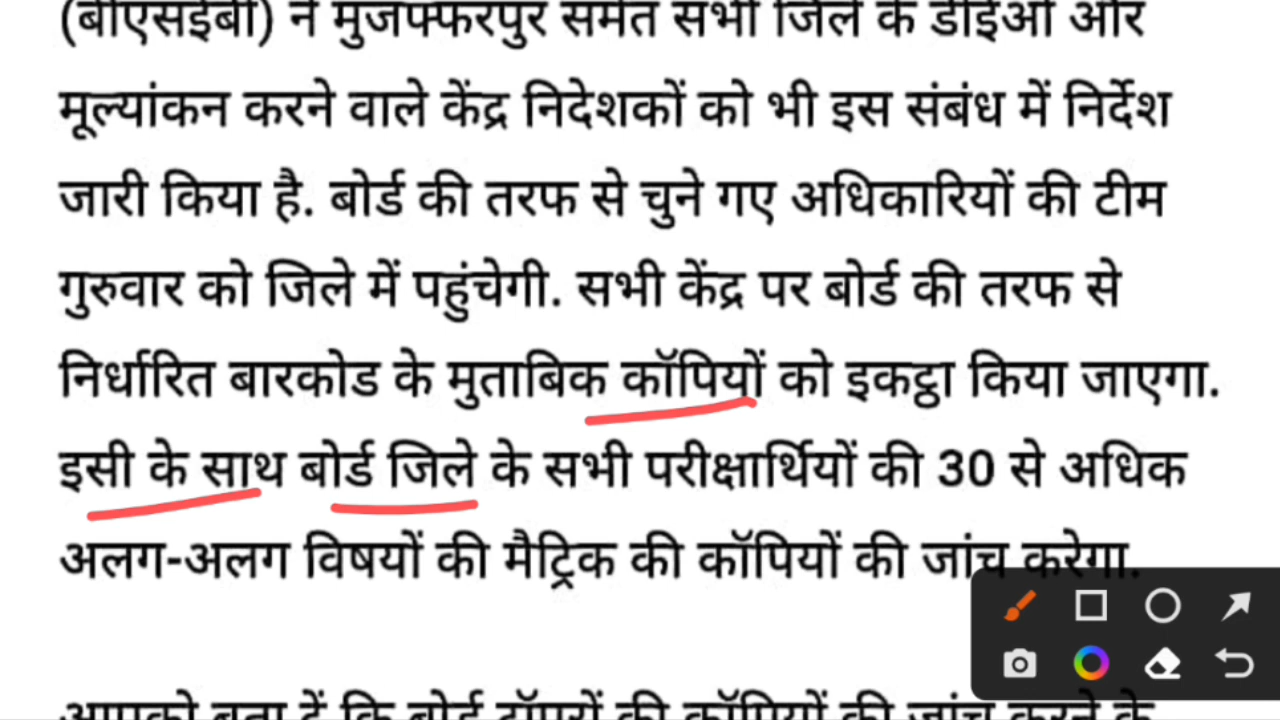 (बीएसईबी) ने मुजफ्फरपुर समेत सभी जिले के डीईओ और
मूल्यांकन करने वाले केंद्र निदेशकों को भी इस संबंध में निर्देश
जारी किया है. बोर्ड की तरफ से चुने गए अधिकारियों की टीम
गुरुवार को जिले में पहुंचेगी. सभी केंद्र पर बोर्ड की तरफ से
निर्धारित बारकोड के मुताबिक कॉपियों को इकट्ठा किया जाएगा.
इसी के साथ बोर्ड जिले के सभी परीक्षार्थियों की 30 से अधिक
अलग-अलग विषयों की मैट्रिक की कॉपियों की जांच करेगा.
आपको बता दें कि बोर्ड टॉपरों की कॉपियों की जांच करने के